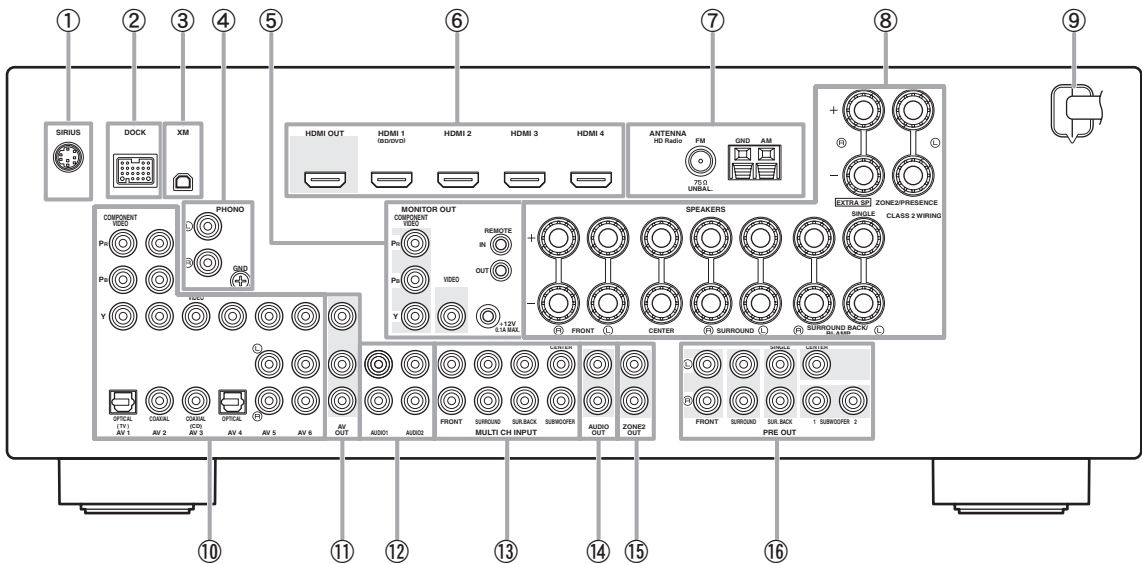 ① ② ③ ④ ⑤ ⑥ ⑦ ⑧ ⑨
SIRIUS
DOCK
XM
HDMI OUT
HDMI 1
(BD/DVD)
HDMI 2
HDMI 3
HDMI 4
ANTENNA
HD Radio
FM
75Ω
UNBAL.
GND AM
+
Ⓡ Ⓛ
–
EXTRA SP
ZONE2/PRESENCE
CLASS 2 WIRING
PHONO
Ⓛ
Ⓡ
GND
COMPONENT
VIDEO
PR
PB
Y
VIDEO
MONITOR OUT
COMPONENT
VIDEO
PR
PB
Y
VIDEO
REMOTE
IN
OUT
+12V
0.1A MAX.
SPEAKERS
SINGLE
+
–
Ⓡ FRONT Ⓛ
CENTER
Ⓡ SURROUND Ⓛ
Ⓡ SURROUND BACK/
BI-AMP Ⓛ
Ⓛ
Ⓡ
OPTICAL
(TV)
AV 1
COAXIAL
AV 2
COAXIAL
(CD)
AV 3
OPTICAL
AV 4
AV 5
AV 6
AV
OUT
AUDIO1
AUDIO2
CENTER
FRONT
SURROUND
SUR.BACK
SUBWOOFER
MULTI CH INPUT
AUDIO
OUT
ZONE2
OUT
SINGLE
CENTER
Ⓛ
Ⓡ
FRONT
SURROUND
SUR. BACK
1 SUBWOOFER 2
PRE OUT
⑩ ⑪ ⑫ ⑬ ⑭ ⑮ ⑯